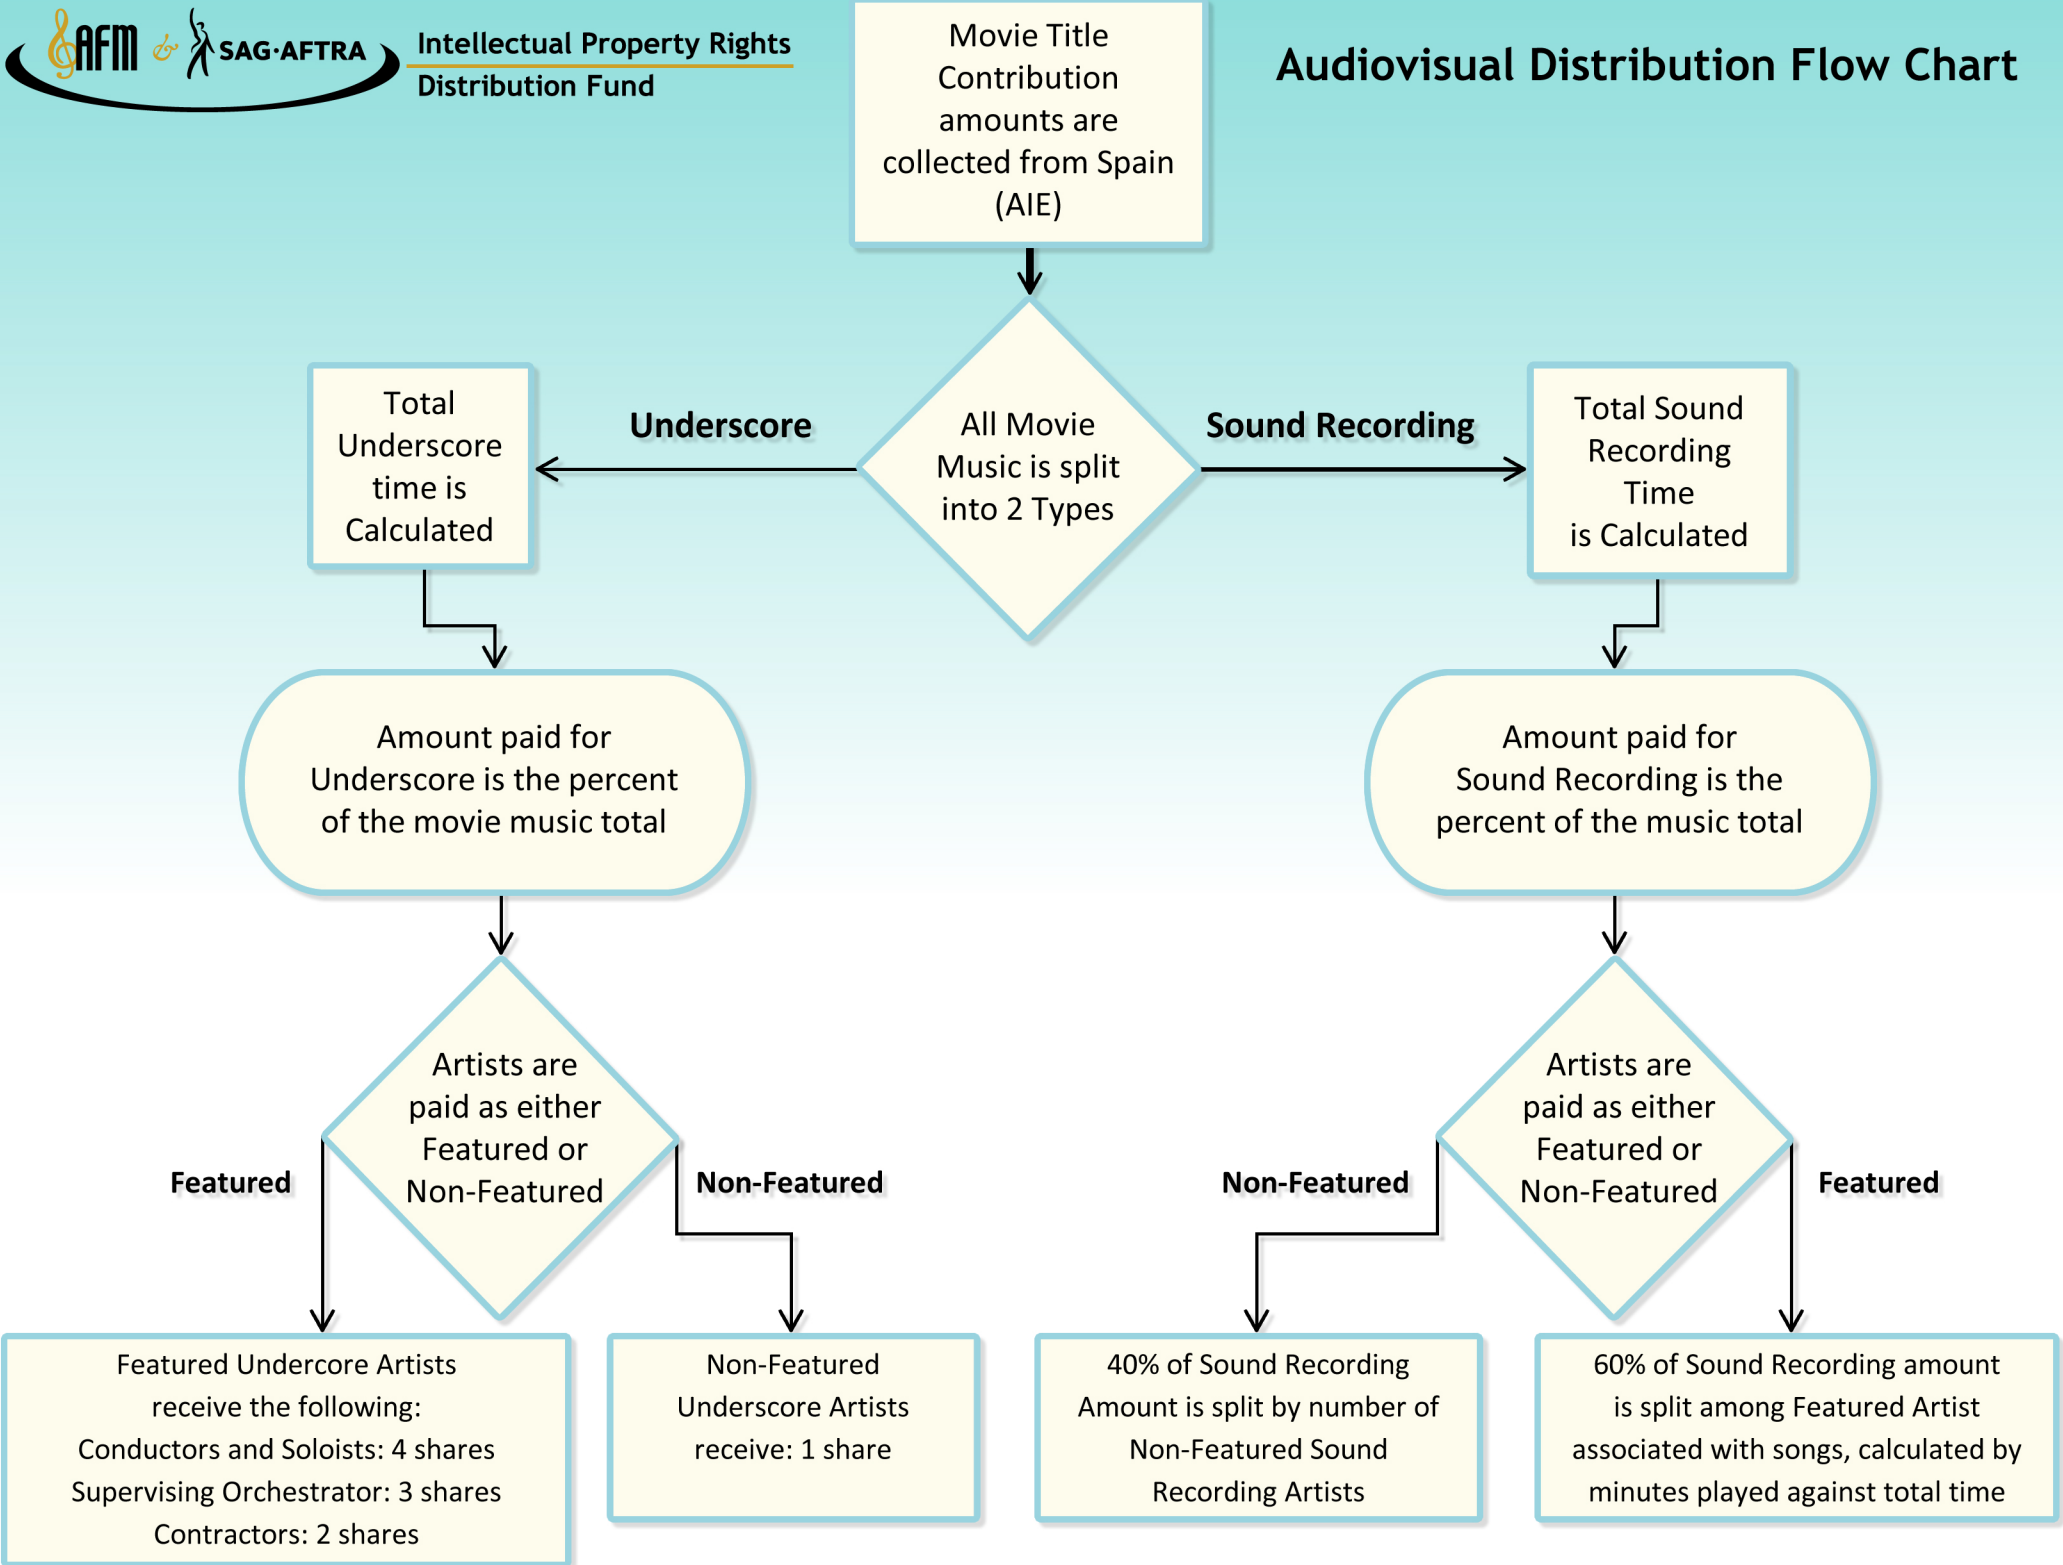 AFM & SAG·AFTRA
Intellectual Property Rights
Distribution Fund
Audiovisual Distribution Flow Chart
Movie Title
Contribution
amounts are
collected from Spain
(AIE)
All Movie
Music is split
into 2 Types
Underscore
Sound Recording
Total
Underscore
time is
Calculated
Total Sound
Recording
Time
is Calculated
Amount paid for
Underscore is the percent
of the movie music total
Amount paid for
Sound Recording is the
percent of the music total
Artists are
paid as either
Featured or
Non-Featured
Featured
Non-Featured
Artists are
paid as either
Featured or
Non-Featured
Non-Featured
Featured
Featured Undercore Artists
receive the following:
Conductors and Soloists: 4 shares
Supervising Orchestrator: 3 shares
Contractors: 2 shares
Non-Featured
Underscore Artists
receive: 1 share
40% of Sound Recording
Amount is split by number of
Non-Featured Sound
Recording Artists
60% of Sound Recording amount
is split among Featured Artist
associated with songs, calculated by
minutes played against total time